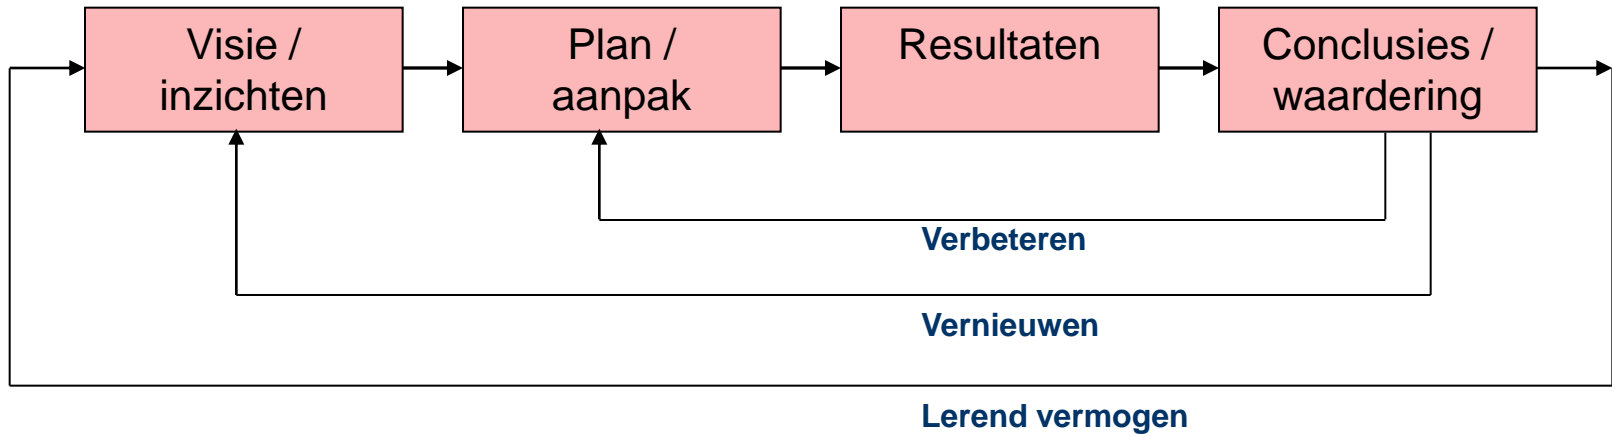 Visie /
inzichten
Plan /
aanpak
Resultaten
Conclusies /
waardering
Verbeteren
Vernieuwen
Lerend vermogen